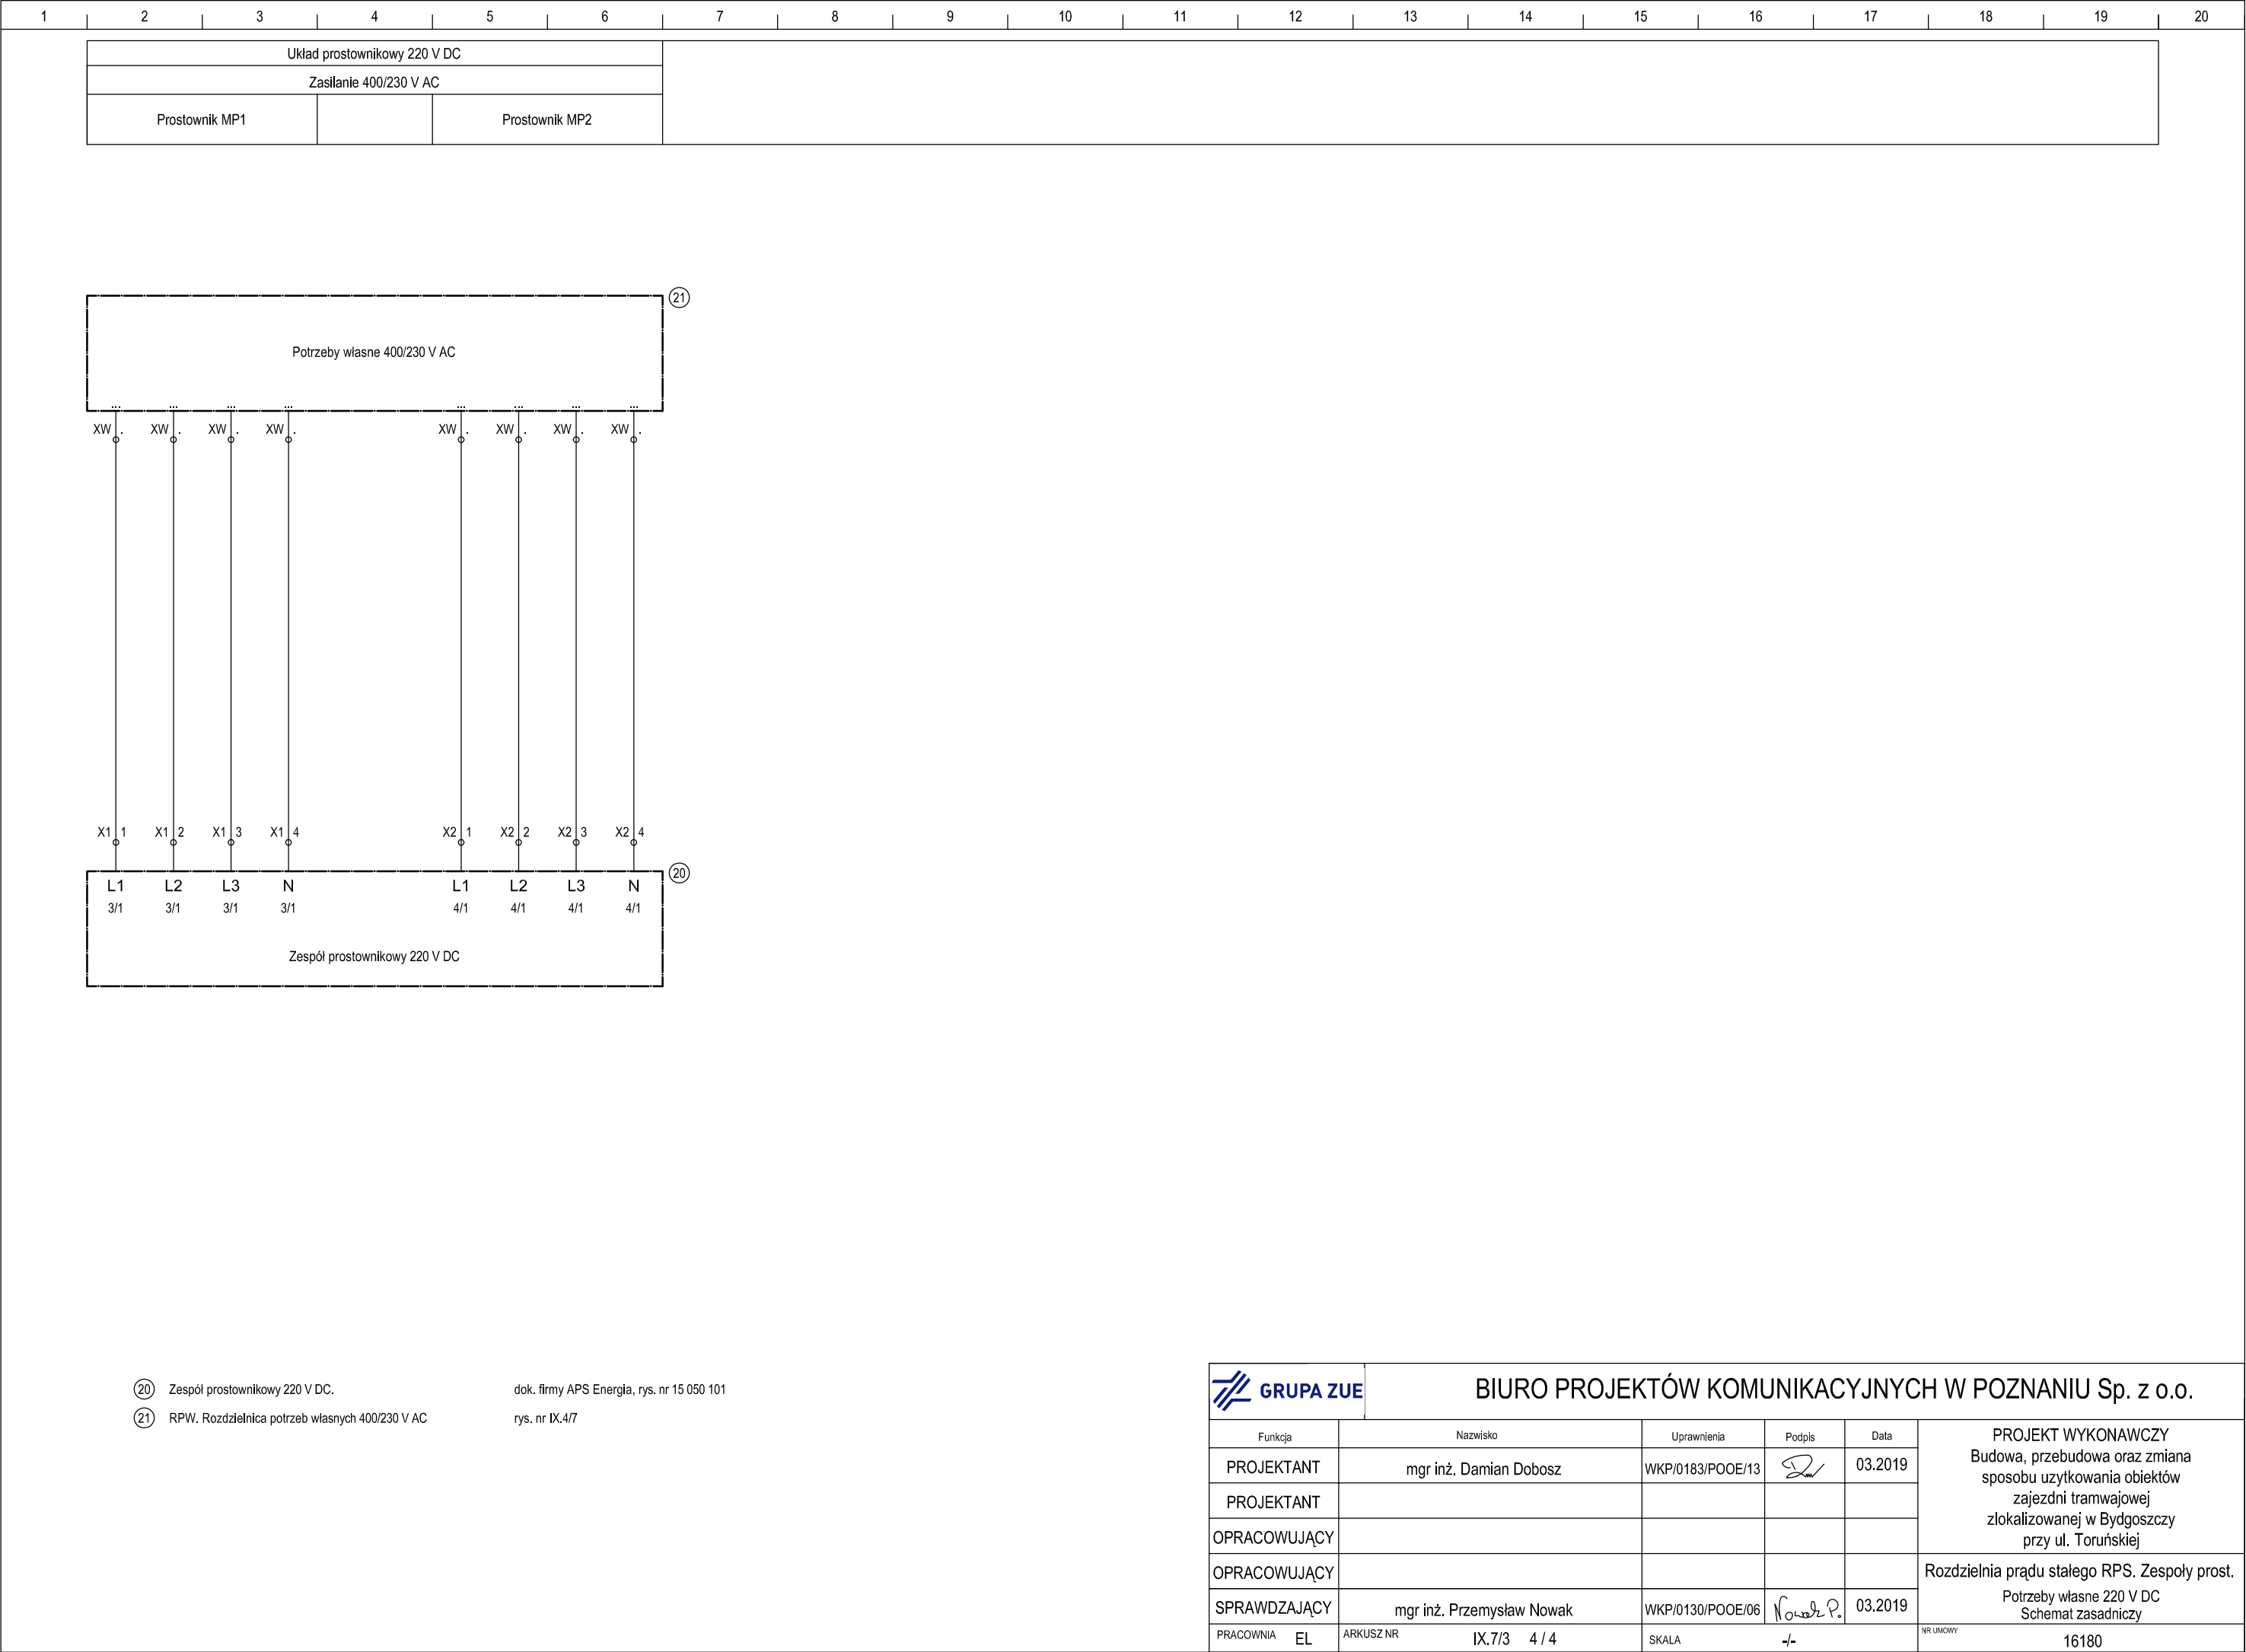 1 2 3 4 5 6 7 8 9 10 11 12 13 14 15 16 17 18 19 20
Układ prostownikowy 220 V DC
Zasilanie 400/230 V AC
Prostownik MP1 Prostownik MP2
21
Potrzeby własne 400/230 V AC
... ... ... ... ... ... ... ...
XW . XW . XW . XW . XW . XW . XW . XW .
X1 1 X1 2 X1 3 X1 4 X2 1 X2 2 X2 3 X2 4
20
L1 L2 L3 N L1 L2 L3 N
3/1 3/1 3/1 3/1 4/1 4/1 4/1 4/1
Zespół prostownikowy 220 V DC
20 Zespół prostownikowy 220 V DC. dok. firmy APS Energia, rys. nr 15 050 101
21 RPW. Rozdzielnica potrzeb własnych 400/230 V AC rys. nr IX.4/7
GRUPA ZUE BIURO PROJEKTÓW KOMUNIKACYJNYCH W POZNANIU Sp. z o.o.
Funkcja Nazwisko Uprawnienia Podpis Data
PROJEKTANT mgr inż. Damian Dobosz WKP/0183/POOE/13 03.2019
PROJEKTANT
OPRACOWUJĄCY
OPRACOWUJĄCY
SPRAWDZAJĄCY mgr inż. Przemysław Nowak WKP/0130/POOE/06 Nowak P. 03.2019
PRACOWNIA EL ARKUSZ NR IX.7/3 4 / 4 SKALA -/-
PROJEKT WYKONAWCZY
Budowa, przebudowa oraz zmiana
sposobu uzytkowania obiektów
zajezdni tramwajowej
zlokalizowanej w Bydgoszczy
przy ul. Toruńskiej
Rozdzielnia prądu stałego RPS. Zespoły prost.
Potrzeby własne 220 V DC
Schemat zasadniczy
NR UMOWY 16180